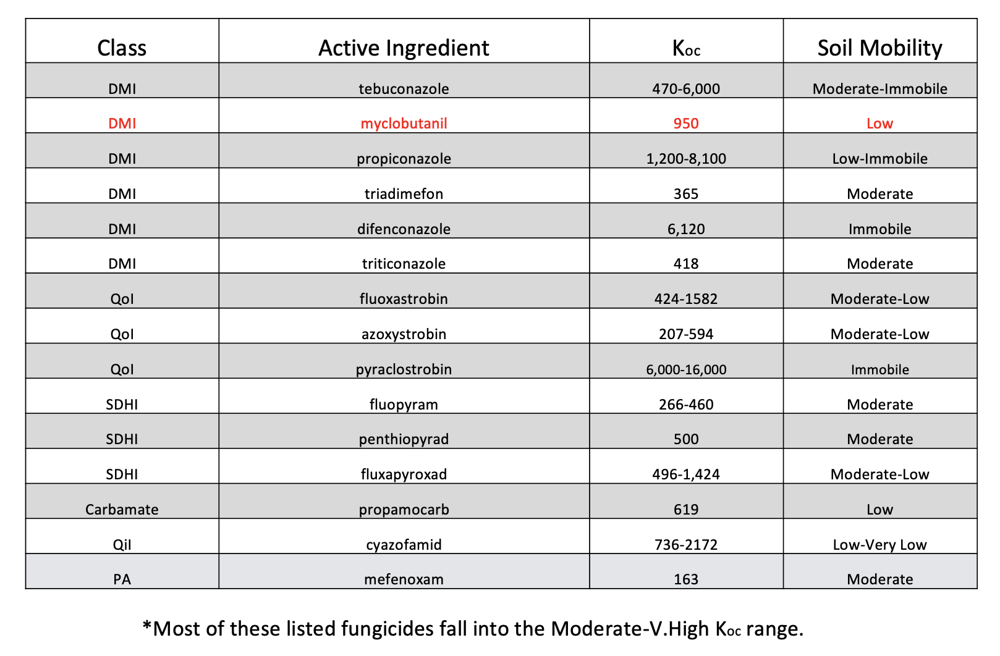 Class Active Ingredient Koc Soil Mobility
DMI tebuconazole 470-6,000 Moderate-Immobile
DMI myclobutanil 950 Low
DMI propiconazole 1,200-8,100 Low-Immobile
DMI triadimefon 365 Moderate
DMI difenconazole 6,120 Immobile
DMI triticonazole 418 Moderate
QoI fluoxastrobin 424-1582 Moderate-Low
QoI azoxystrobin 207-594 Moderate-Low
QoI pyraclostrobin 6,000-16,000 Immobile
SDHI fluopyram 266-460 Moderate
SDHI penthiopyrad 500 Moderate
SDHI fluxapyroxad 496-1,424 Moderate-Low
Carbamate propamocarb 619 Low
QiI cyazofamid 736-2172 Low-Very Low
PA mefenoxam 163 Moderate
*Most of these listed fungicides fall into the Moderate-V.High Koc range.